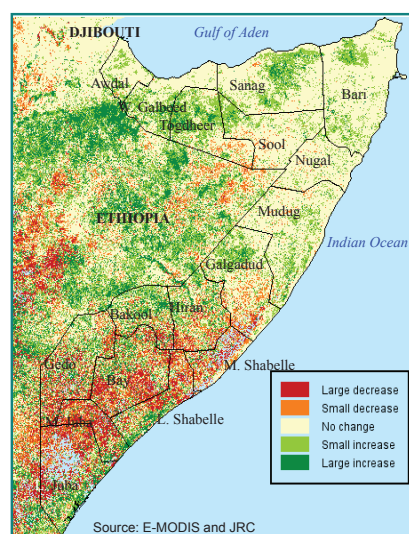 DJIBOUTI
Gulf of Aden
Awdal
Sanag
Bari
W. Galbeed
Togdheer
Sool
Nugal
ETHIOPIA
Mudug
Indian Ocean
Galgadud
Hiran
Bakool
Gedo
M. Shabelle
Bay
L. Shabelle
M. Juba
L. Juba
Large decrease
Small decrease
No change
Small increase
Large increase
Source: E-MODIS and JRC